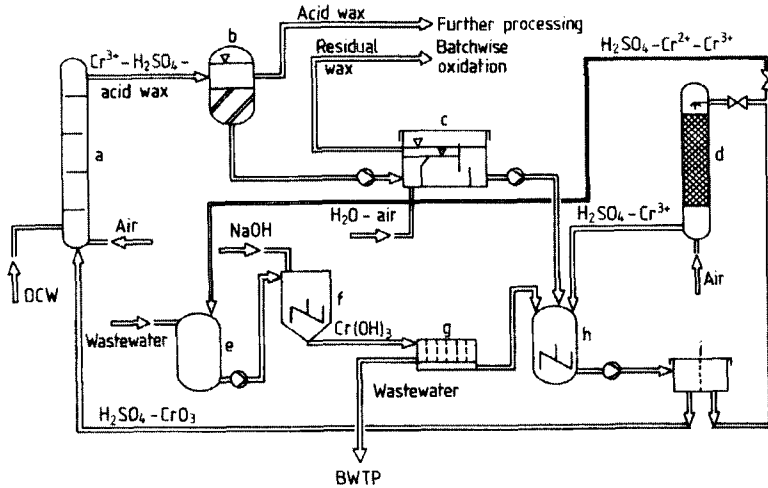 Acid wax
Further processing
b
Residual
wax
Batchwise
oxidation
H₂SO₄-Cr²⁺-Cr³⁺
Cr³⁺-H₂SO₄-
acid wax
a
c
d
H₂SO₄-Cr³⁺
Air
H₂O-air
NaOH
OCW
Air
f
Cr(OH)₃
g
Wastewater
e
h
i
Wastewater
H₂SO₄-CrO₃
BWTP